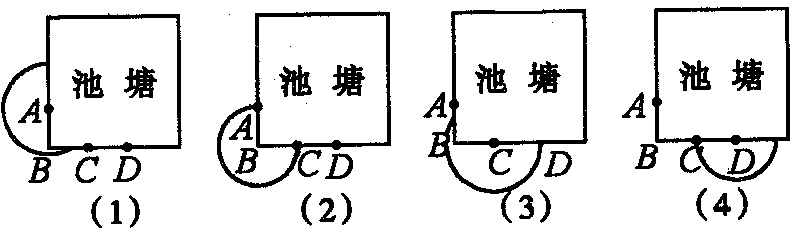 池 塘 池 塘 池 塘 池 塘
A A A A
B C D B C D B C D B C D
(1) (2) (3) (4)